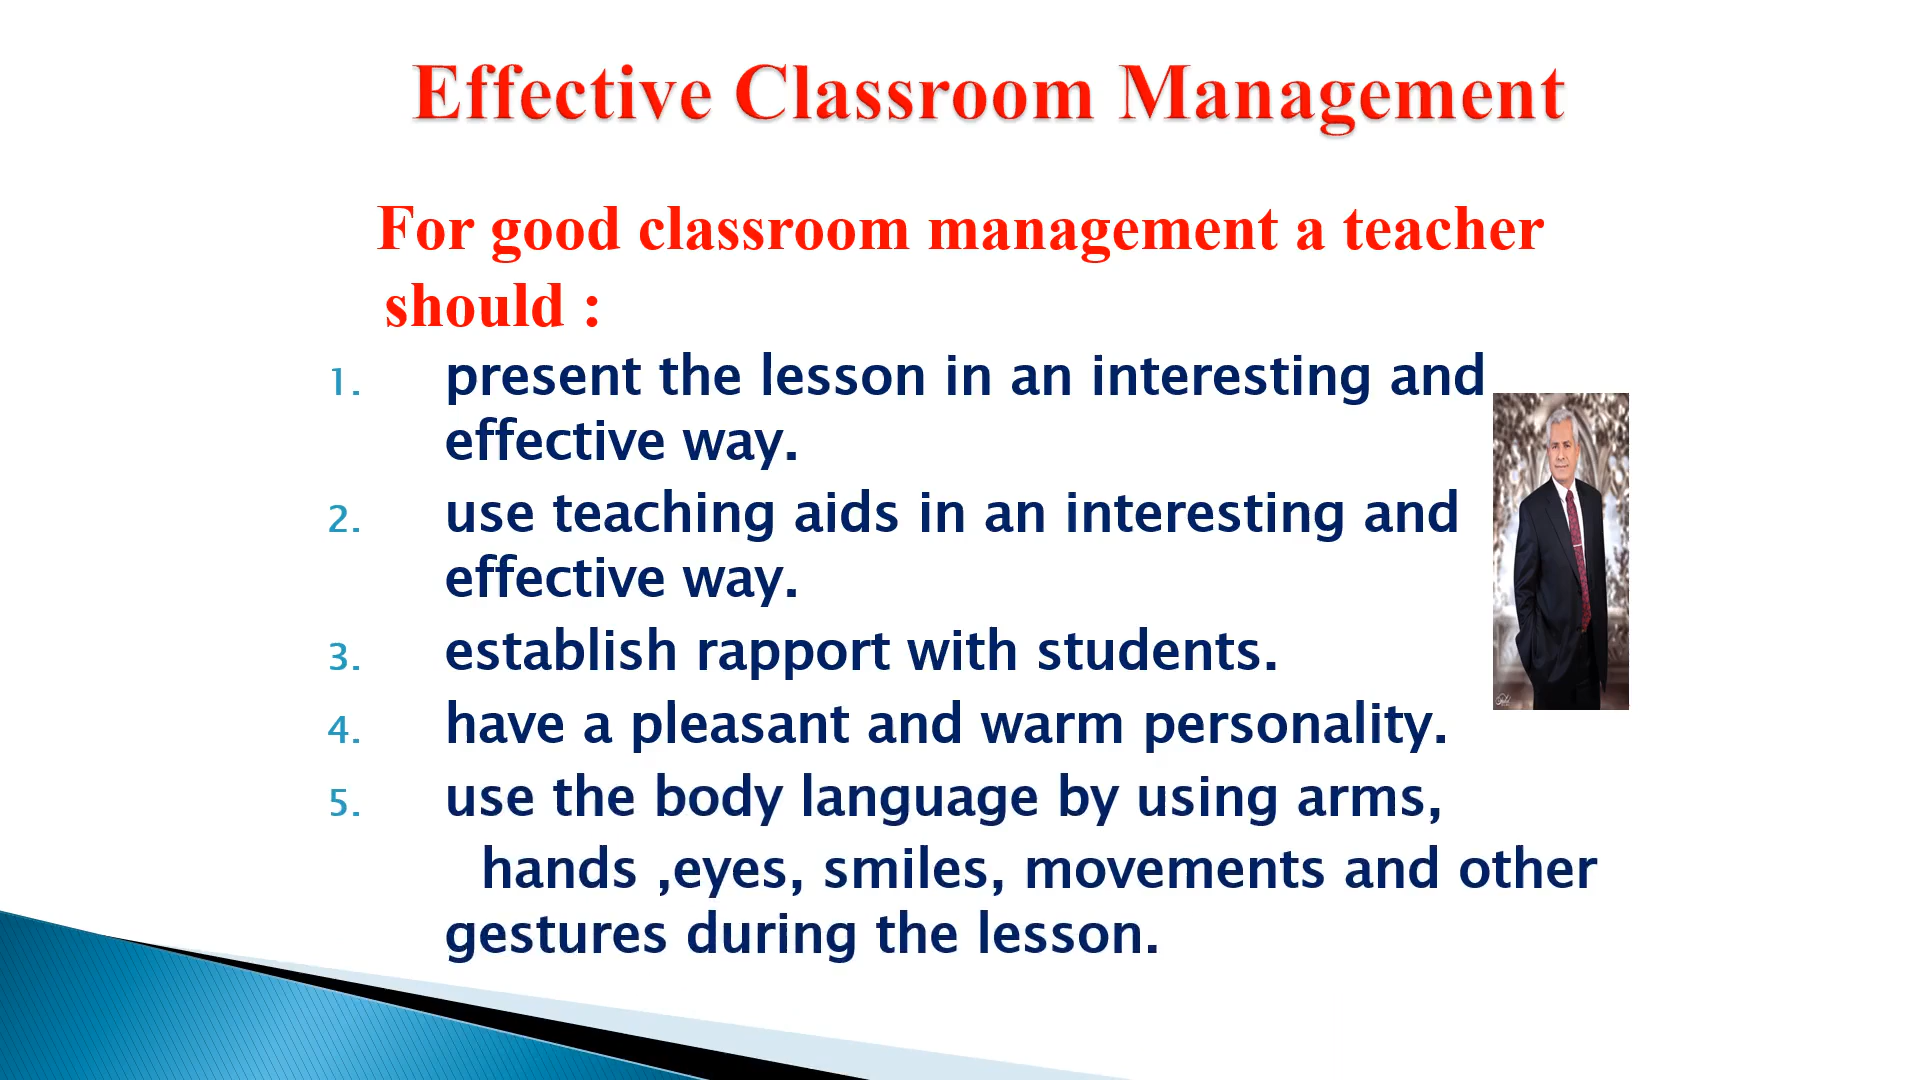 Effective Classroom Management
For good classroom management a teacher
should :
1. present the lesson in an interesting and
effective way.
2. use teaching aids in an interesting and
effective way.
3. establish rapport with students.
4. have a pleasant and warm personality.
5. use the body language by using arms,
hands ,eyes, smiles, movements and other
gestures during the lesson.